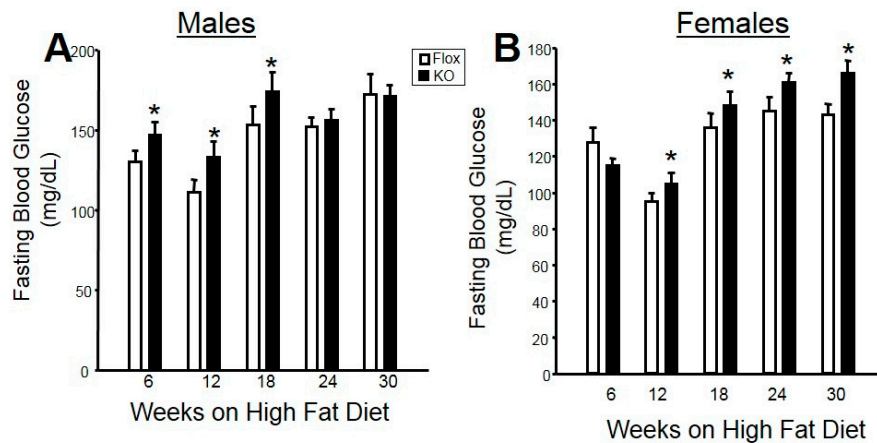 A
Males
Fasting Blood Glucose
(mg/dL)
200
150
100
50
0
* * *
Flox
KO
6 12 18 24 30
Weeks on High Fat Diet
B
Females
Fasting Blood Glucose
(mg/dL)
180
160
140
120
100
80
60
40
20
0
* * * *
6 12 18 24 30
Weeks on High Fat Diet